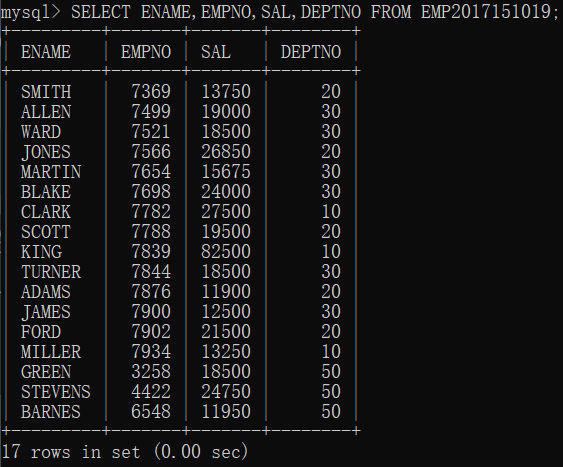 mysql> SELECT ENAME,EMPNO,SAL,DEPTNO FROM EMP2017151019;
+---------+-------+-------+--------+
| ENAME   | EMPNO | SAL   | DEPTNO |
+---------+-------+-------+--------+
| SMITH   |  7369 | 13750 |     20 |
| ALLEN   |  7499 | 19000 |     30 |
| WARD    |  7521 | 18500 |     30 |
| JONES   |  7566 | 26850 |     20 |
| MARTIN  |  7654 | 15675 |     30 |
| BLAKE   |  7698 | 24000 |     30 |
| CLARK   |  7782 | 27500 |     10 |
| SCOTT   |  7788 | 19500 |     20 |
| KING    |  7839 | 82500 |     10 |
| TURNER  |  7844 | 18500 |     30 |
| ADAMS   |  7876 | 11900 |     20 |
| JAMES   |  7900 | 12500 |     30 |
| FORD    |  7902 | 21500 |     20 |
| MILLER  |  7934 | 13250 |     10 |
| GREEN   |  3258 | 18500 |     50 |
| STEVENS |  4422 | 24750 |     50 |
| BARNES  |  6548 | 11950 |     50 |
+---------+-------+-------+--------+
17 rows in set (0.00 sec)